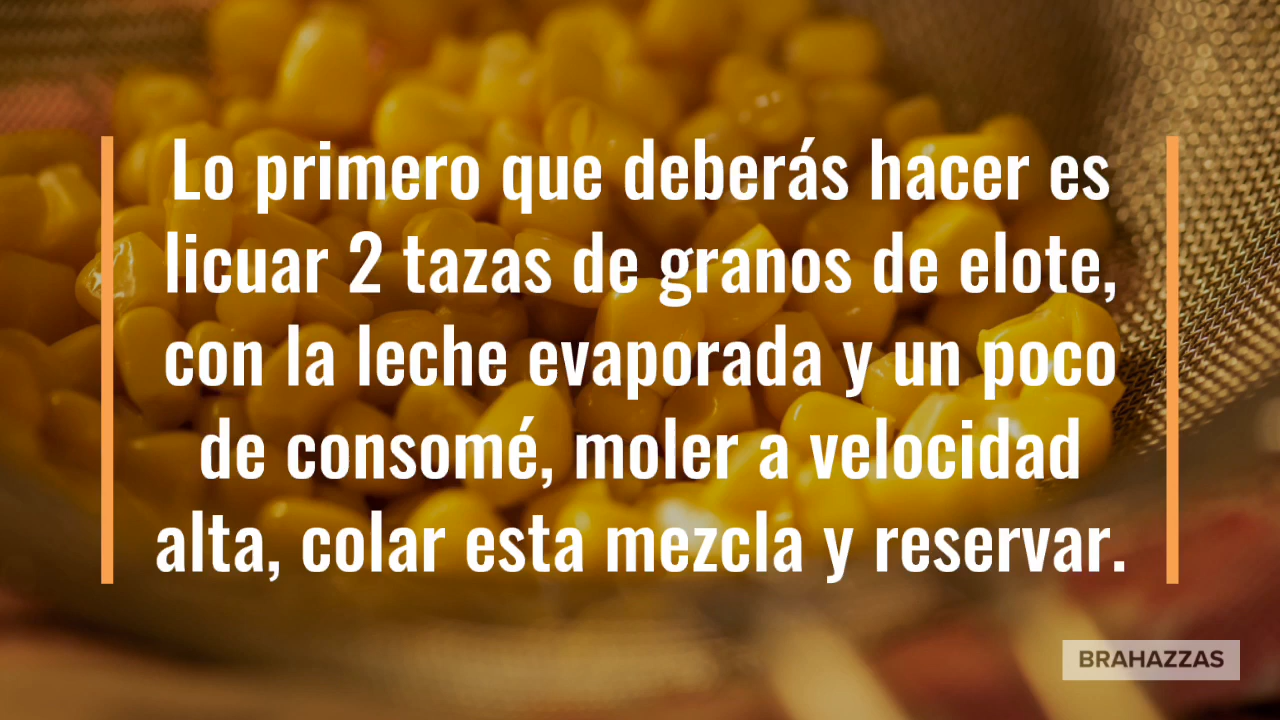 Lo primero que deberás hacer es
licuar 2 tazas de granos de elote,
con la leche evaporada y un poco
de consomé, moler a velocidad
alta, colar esta mezcla y reservar.
BRAHAZZAS